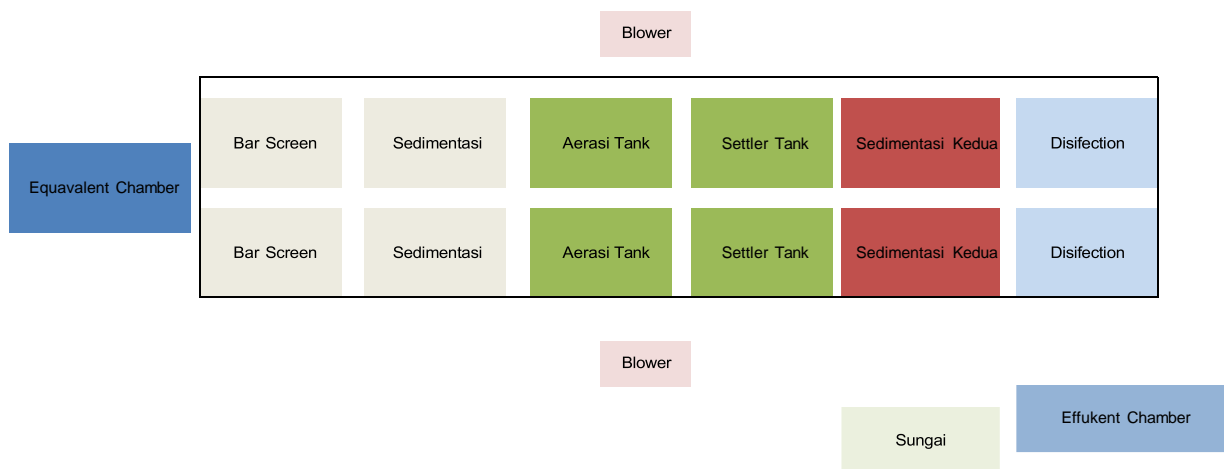 Blower
Bar Screen
Sedimentasi
Aerasi Tank
Settler Tank
Sedimentasi Kedua
Disifection
Equavalent Chamber
Bar Screen
Sedimentasi
Aerasi Tank
Settler Tank
Sedimentasi Kedua
Disifection
Blower
Effukent Chamber
Sungai